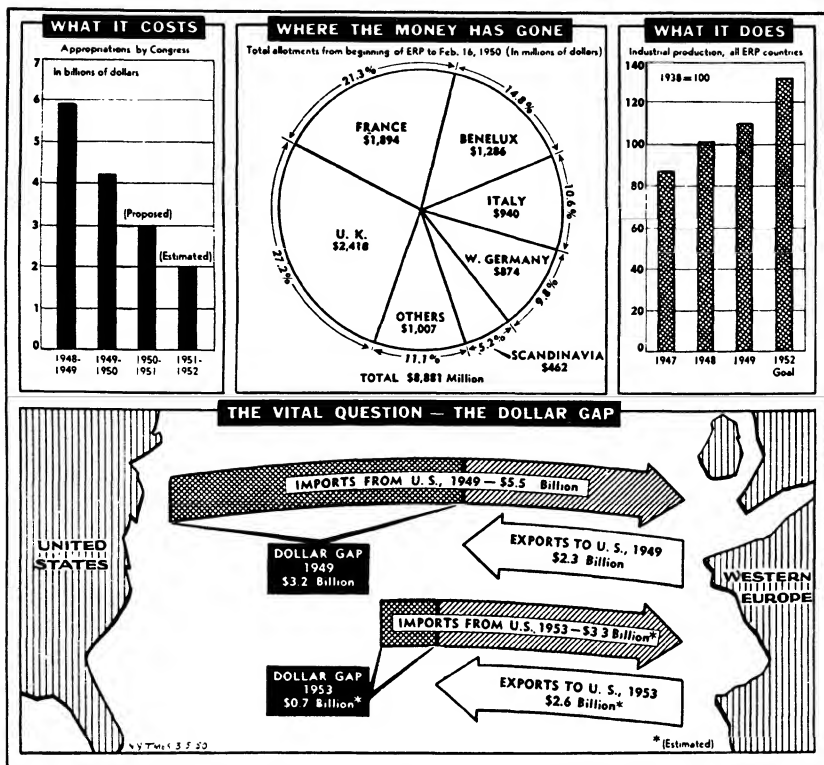 WHAT IT COSTS
Appropriations by Congress
In billions of dollars
7
6
5
4
3
2
1
0
(Proposed)
(Estimated)
1948-
1949
1949-
1950
1950-
1951
1951-
1952
WHERE THE MONEY HAS GONE
Total allotments from beginning of ERP to Feb. 16, 1950 (In millions of dollars)
21.3%
14.8%
FRANCE
$1,894
BENELUX
$1,286
10.6%
ITALY
$940
U. K.
$2,418
27.2%
W. GERMANY
$874
9.8%
OTHERS
$1,007
11.1%
5.2%
SCANDINAVIA
$462
TOTAL $8,881 Million
WHAT IT DOES
Industrial production, all ERP countries
1938=100
140
120
100
80
60
40
20
0
1947
1948
1949
1952
Goal
THE VITAL QUESTION — THE DOLLAR GAP
IMPORTS FROM U.S., 1949 — $5.5 Billion
UNITED
STATES
DOLLAR GAP
1949
$3.2 Billion
EXPORTS TO U. S., 1949
$2.3 Billion
WESTERN
EUROPE
IMPORTS FROM U.S., 1953—$3 3 Billion*
DOLLAR GAP
1953
$0.7 Billion*
EXPORTS TO U. S., 1953
$2.6 Billion*
*(Estimated)
N Y TIMES 3 5 50